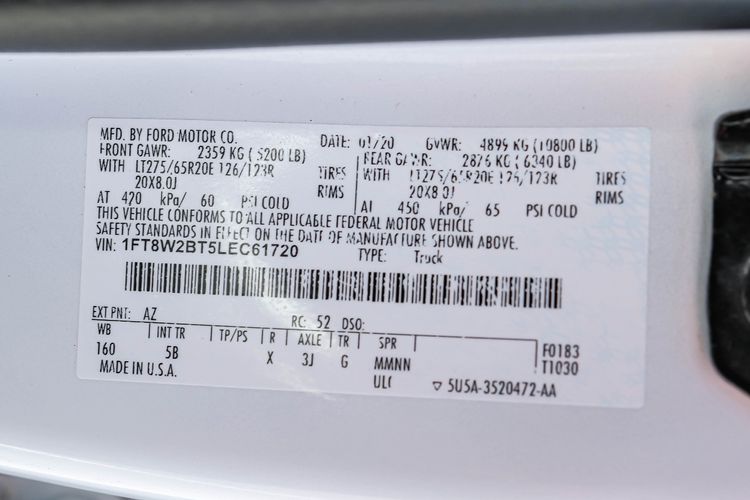 MFD. BY FORD MOTOR CO. DATE: 01/20 GVWR: 4899 KG (10800 LB)
FRONT GAWR: 2359 KG (5200 LB) REAR GAWR: 2876 KG (6340 LB)
WITH LT275/65R20E 126/123R TIRES WITH LT275/65R20E 126/123R TIRES
20X8.0J RIMS 20X8.0J RIMS
AT 420 kPa/ 60 PSI COLD AT 450 kPa/ 65 PSI COLD
THIS VEHICLE CONFORMS TO ALL APPLICABLE FEDERAL MOTOR VEHICLE
SAFETY STANDARDS IN EFFECT ON THE DATE OF MANUFACTURE SHOWN ABOVE.
VIN: 1FT8W2BT5LEC61720 TYPE: Truck
EXT PNT: AZ RC: 52 DSO:
WB INT TR TP/PS R AXLE TR SPR F0183
160 5B X 3J G MMNN T1030
MADE IN U.S.A. ▽ 5U5A-3520472-AA